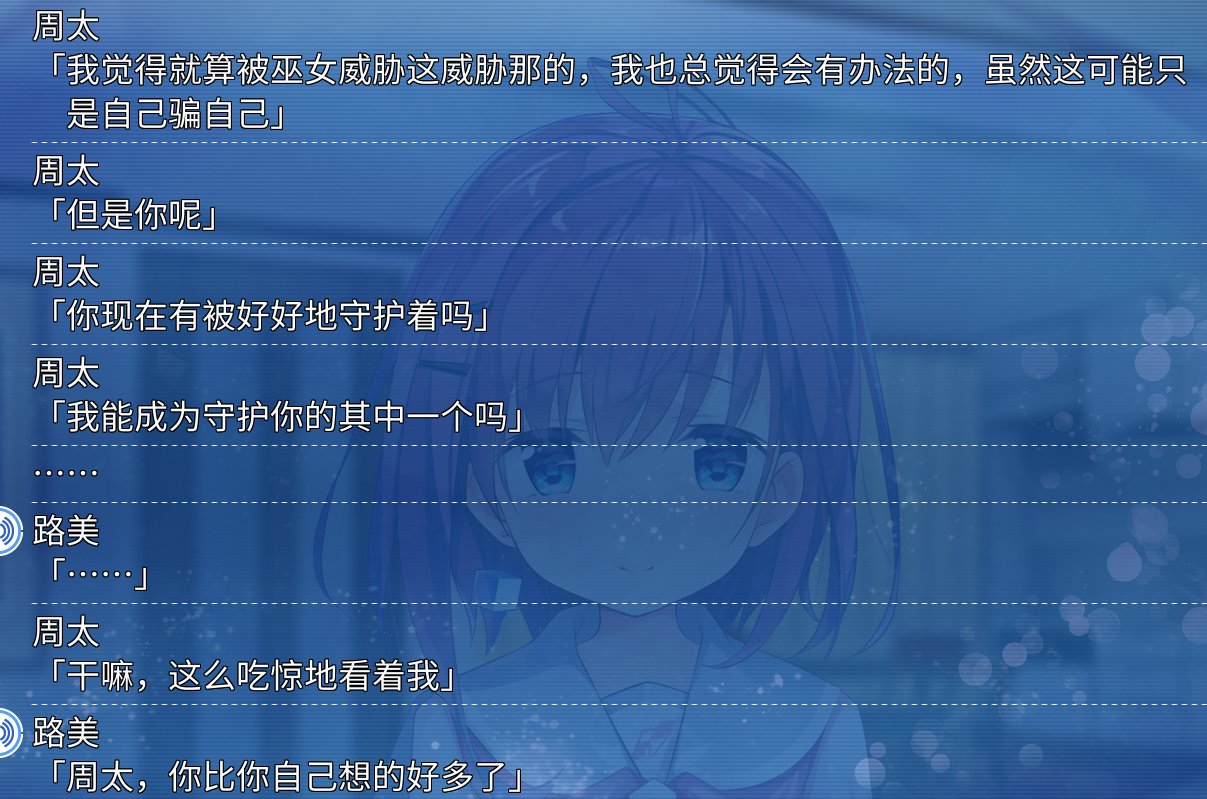 周太
「我觉得就算被巫女威胁这威胁那的，我也总觉得会有办法的，虽然这可能只
是自己骗自己」
周太
「但是你呢」
周太
「你现在有被好好地守护着吗」
周太
「我能成为守护你的其中一个吗」
……
路美
「……」
周太
「干嘛，这么吃惊地看着我」
路美
「周太，你比你自己想的好多了」